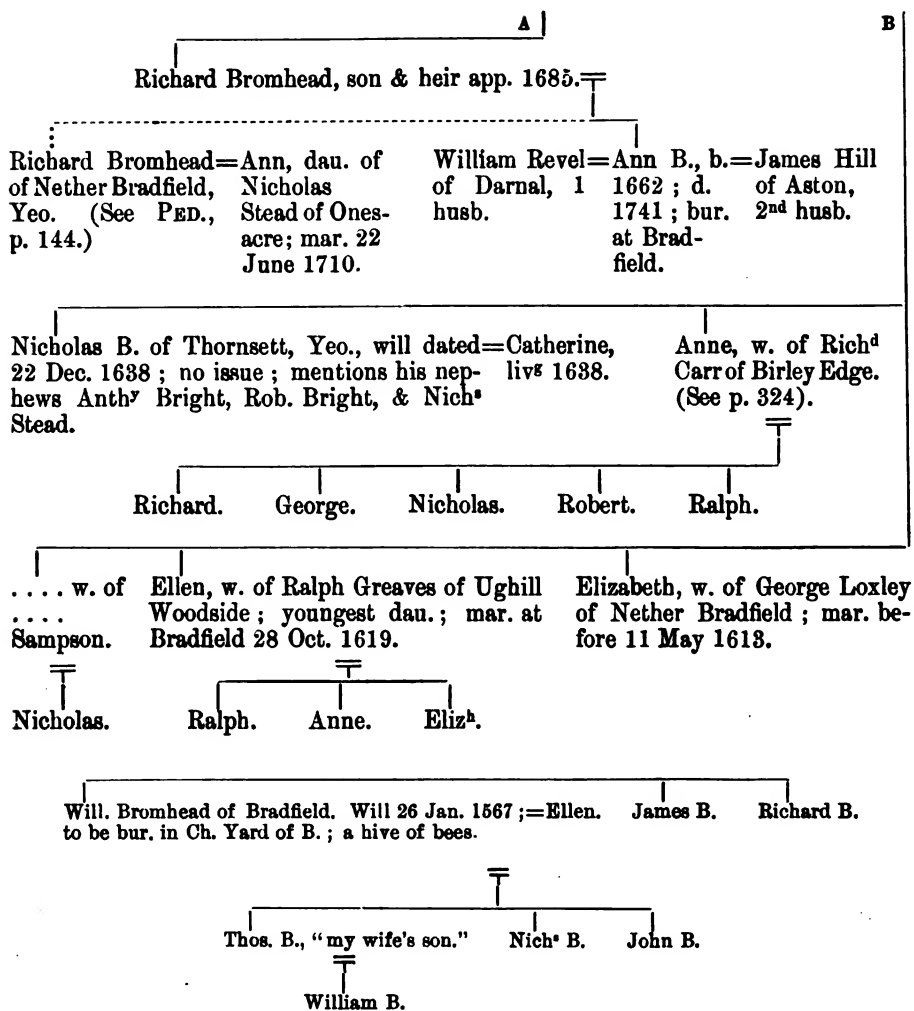 A B
Richard Bromhead, son & heir app. 1685.
Richard Bromhead=Ann, dau. of
of Nether Bradfield, Nicholas
Yeo. (See PED., Stead of Ones-
p. 144.) acre; mar. 22
June 1710.
William Revel=Ann B., b.=James Hill
of Darnal, 1 1662 ; d. of Aston,
husb. 1741 ; bur. 2nd husb.
at Brad-
field.
Nicholas B. of Thornsett, Yeo., will dated=Catherine,
22 Dec. 1638 ; no issue ; mentions his nep- livg 1638.
hews Anthy Bright, Rob. Bright, & Nichs
Stead.
Anne, w. of Richd
Carr of Birley Edge.
(See p. 324).
Richard. George. Nicholas. Robert. Ralph.
. . . . w. of
. . . .
Sampson.
Ellen, w. of Ralph Greaves of Ughill
Woodside ; youngest dau. ; mar. at
Bradfield 28 Oct. 1619.
Elizabeth, w. of George Loxley
of Nether Bradfield ; mar. be-
fore 11 May 1613.
Nicholas. Ralph. Anne. Elizh.
Will. Bromhead of Bradfield. Will 26 Jan. 1567 ;=Ellen. James B. Richard B.
to be bur. in Ch. Yard of B. ; a hive of bees.
Thos. B., "my wife's son." Nichs B. John B.
William B.